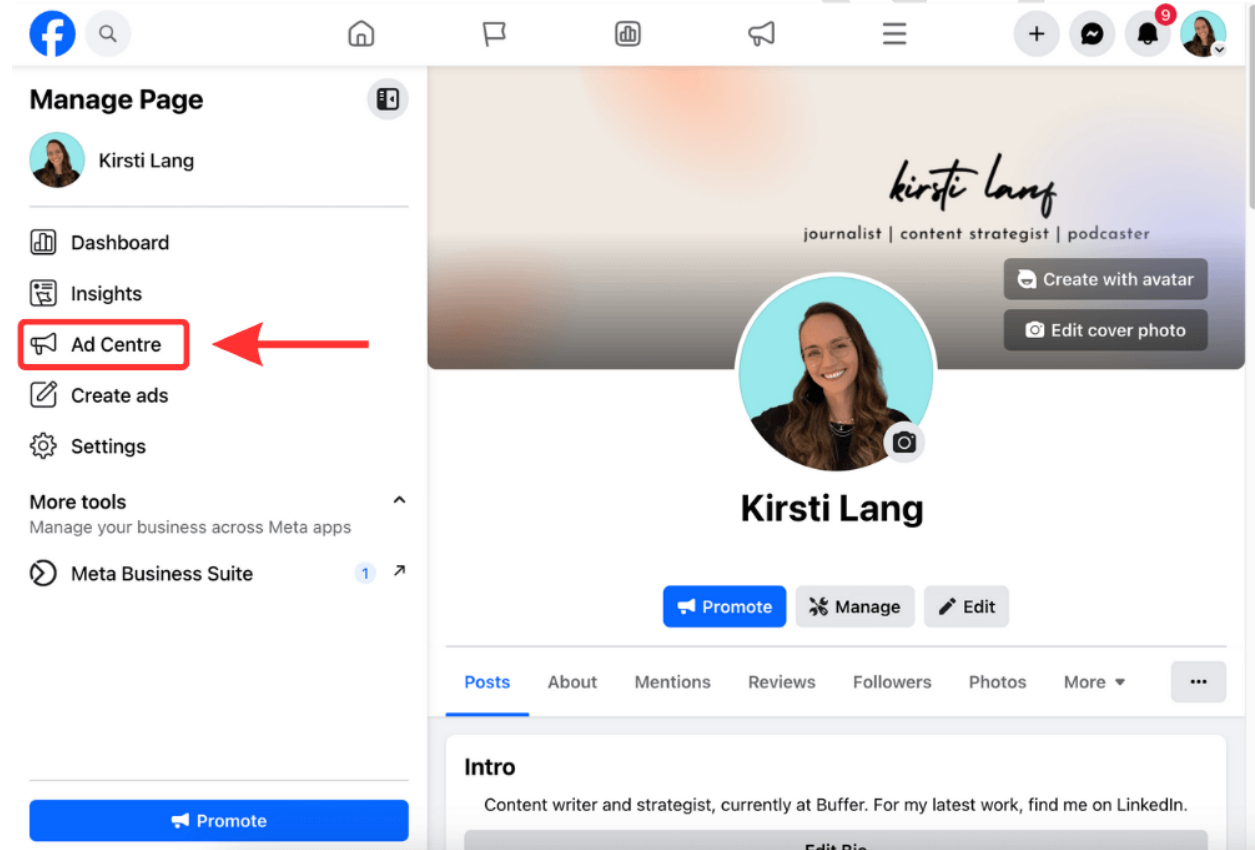 9
Manage Page
Kirsti Lang
Dashboard
Insights
Ad Centre
Create ads
Settings
More tools
Manage your business across Meta apps
Meta Business Suite 1
Promote
kirsti lang
journalist | content strategist | podcaster
Create with avatar
Edit cover photo
Kirsti Lang
Promote Manage Edit
Posts About Mentions Reviews Followers Photos More
Intro
Content writer and strategist, currently at Buffer. For my latest work, find me on LinkedIn.
Edit Bio